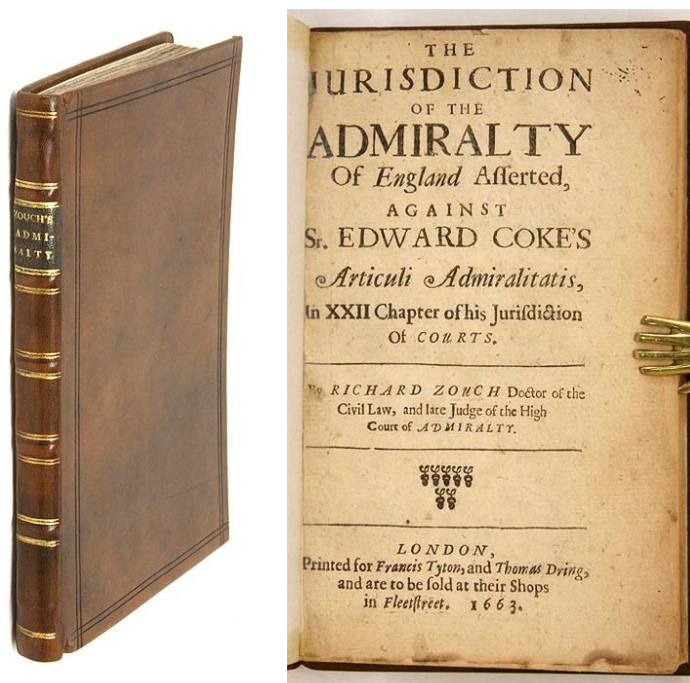 ZOUCH'S
ADMI-
RALTY
THE
JURISDICTION
OF THE
ADMIRALTY
Of England Aſſerted,
AGAINST
Sr. EDWARD COKE'S
Articuli Admiralitatis,
In XXII Chapter of his Juriſdiction
Of COURTS.
By RICHARD ZOUCH Doctor of the
Civil Law, and late Judge of the High
Court of ADMIRALTY.
LONDON,
Printed for Francis Tyton, and Thomas Dring,
and are to be ſold at their Shops
in Fleetſtreet. 1663.